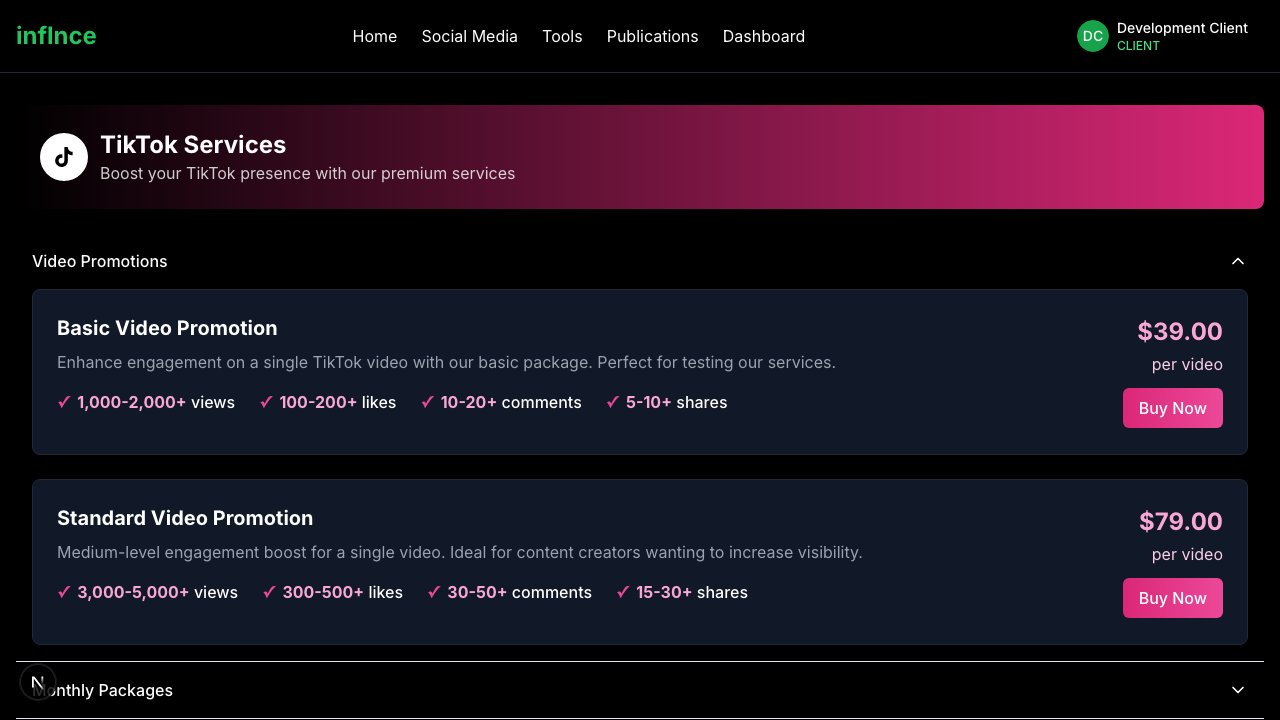 inflnce
Home Social Media Tools Publications Dashboard
DC Development Client
CLIENT
TikTok Services
Boost your TikTok presence with our premium services
Video Promotions
Basic Video Promotion
$39.00
Enhance engagement on a single TikTok video with our basic package. Perfect for testing our services.
per video
✓ 1,000-2,000+ views ✓ 100-200+ likes ✓ 10-20+ comments ✓ 5-10+ shares
Buy Now
Standard Video Promotion
$79.00
Medium-level engagement boost for a single video. Ideal for content creators wanting to increase visibility.
per video
✓ 3,000-5,000+ views ✓ 300-500+ likes ✓ 30-50+ comments ✓ 15-30+ shares
Buy Now
N
Monthly Packages